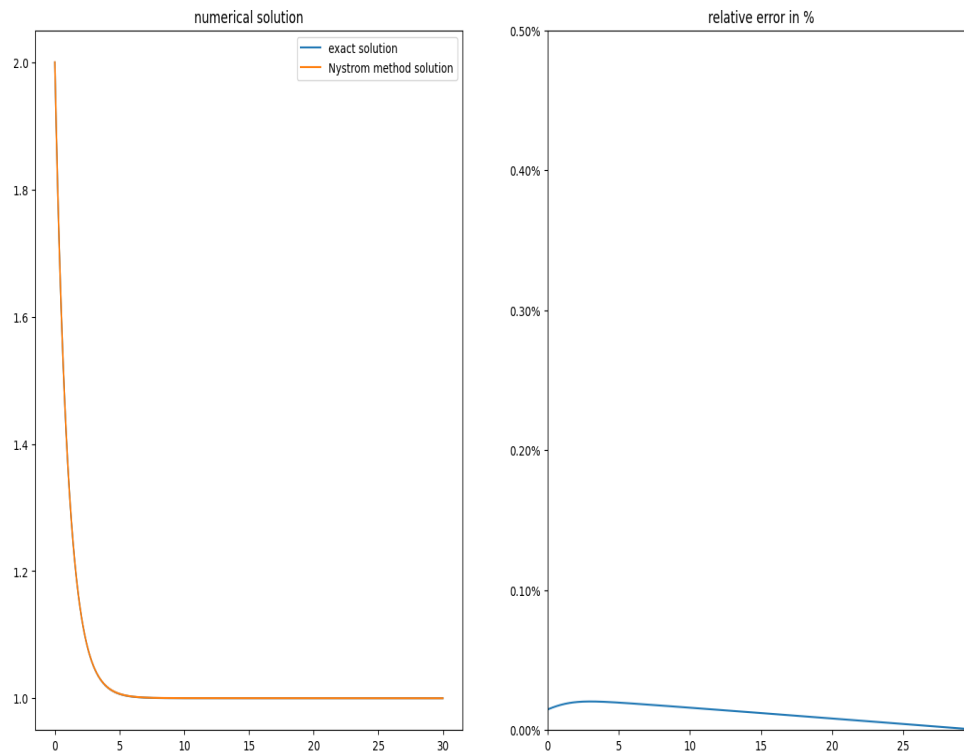 numerical solution
exact solution
Nystrom method solution
2.0
1.8
1.6
1.4
1.2
1.0
0 5 10 15 20 25 30
relative error in %
0.50%
0.40%
0.30%
0.20%
0.10%
0.00%
0 5 10 15 20 25